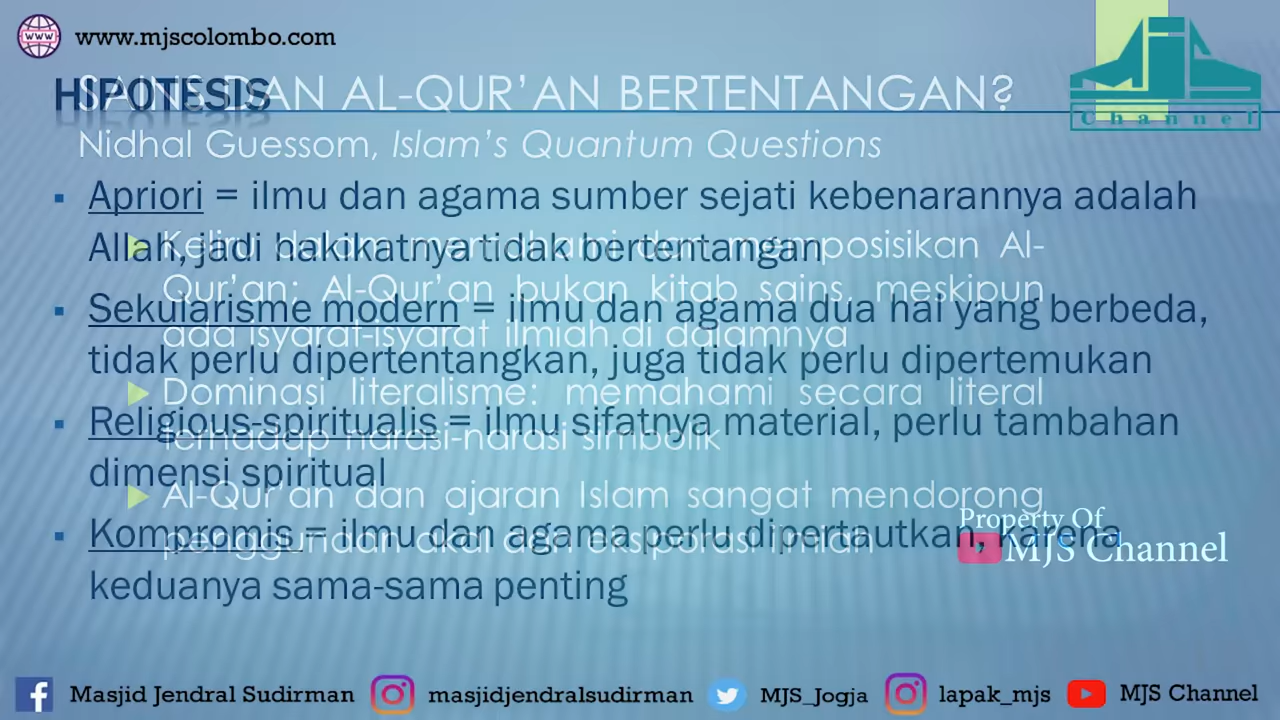 www.mjscolombo.com
HIPOTESIS
SAINS DAN AL-QUR’AN BERTENTANGAN?
Nidhal Guessom, Islam’s Quantum Questions
▪ Apriori = ilmu dan agama sumber sejati kebenarannya adalah
Allah, jadi hakikatnya tidak bertentangan
▪ Sekularisme modern = ilmu dan agama dua hal yang berbeda,
tidak perlu dipertentangkan, juga tidak perlu dipertemukan
▪ Religious-spiritualis = ilmu sifatnya material, perlu tambahan
dimensi spiritual
▪ Kompromis = ilmu dan agama perlu dipertautkan, karena
keduanya sama-sama penting
Keliru dalam memahami dan memposisikan Al-
Qur’an: Al-Qur’an bukan kitab sains, meskipun
ada isyarat-isyarat ilmiah di dalamnya
Dominasi literalisme: memahami secara literal
terhadap narasi-narasi simbolik
Al-Qur’an dan ajaran Islam sangat mendorong
penggunaan akal dan eksplorasi ilmiah
Channel
Property Of
MJS Channel
Masjid Jendral Sudirman
masjidjendralsudirman
MJS_Jogja
lapak_mjs
MJS Channel